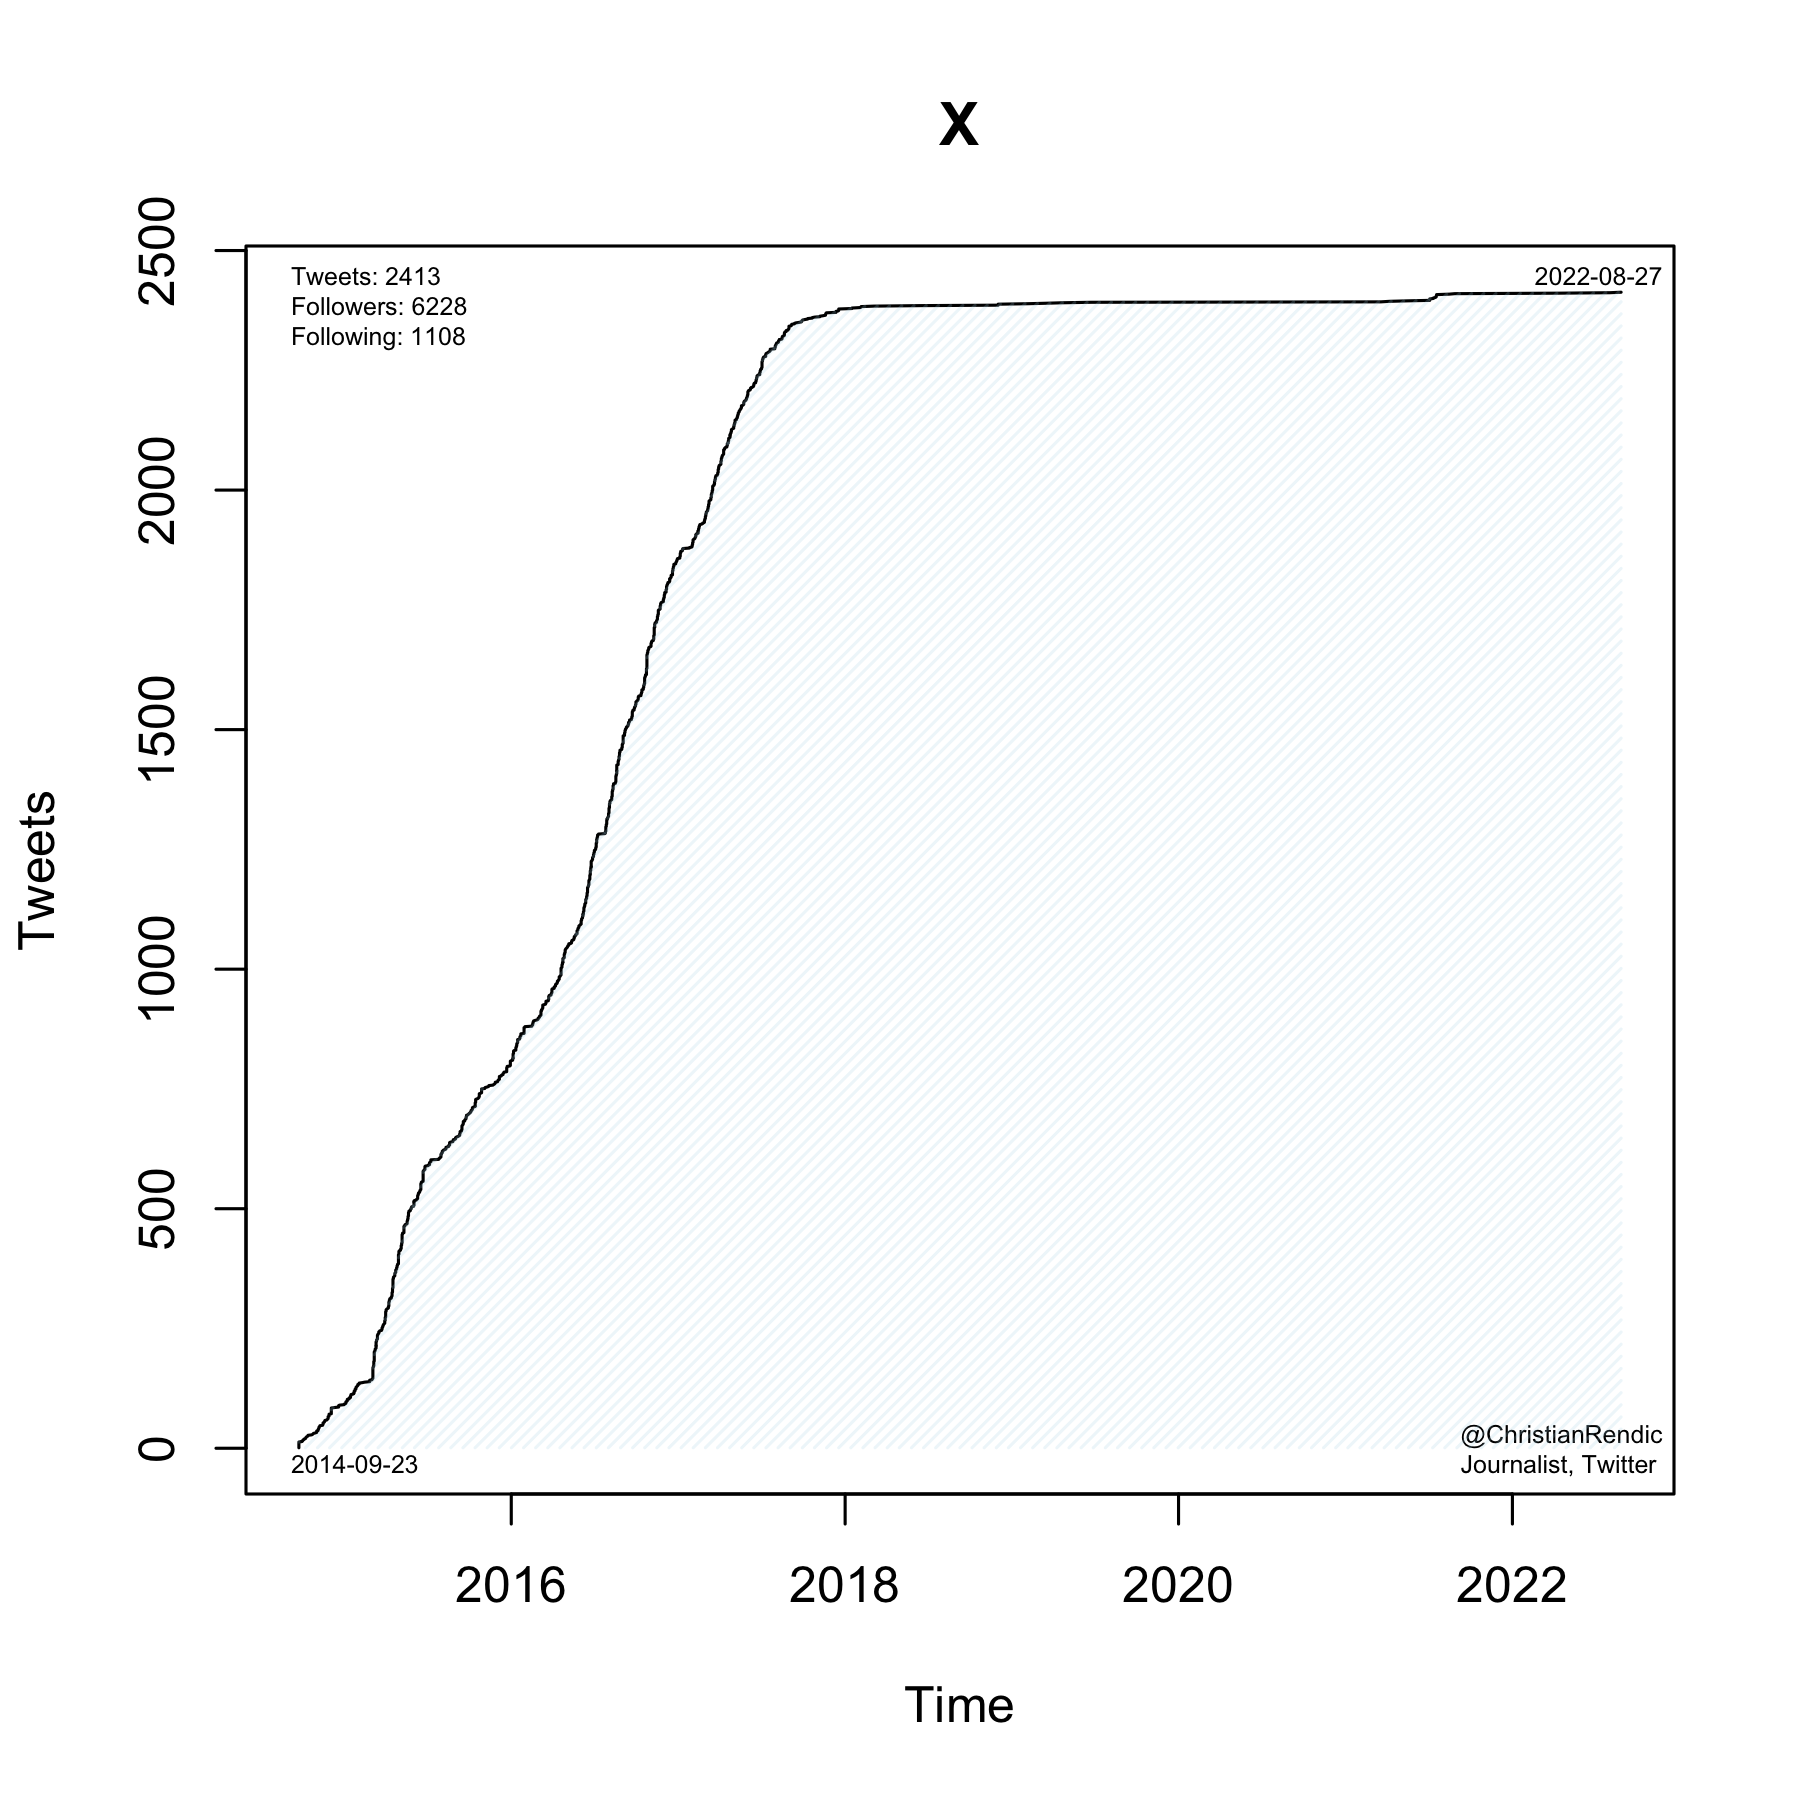 X
Tweets: 2413
Followers: 6228
Following: 1108
2022-08-27
2500
2000
1500
1000
500
0
Tweets
2014-09-23
@ChristianRendic
Journalist, Twitter
2016 2018 2020 2022
Time